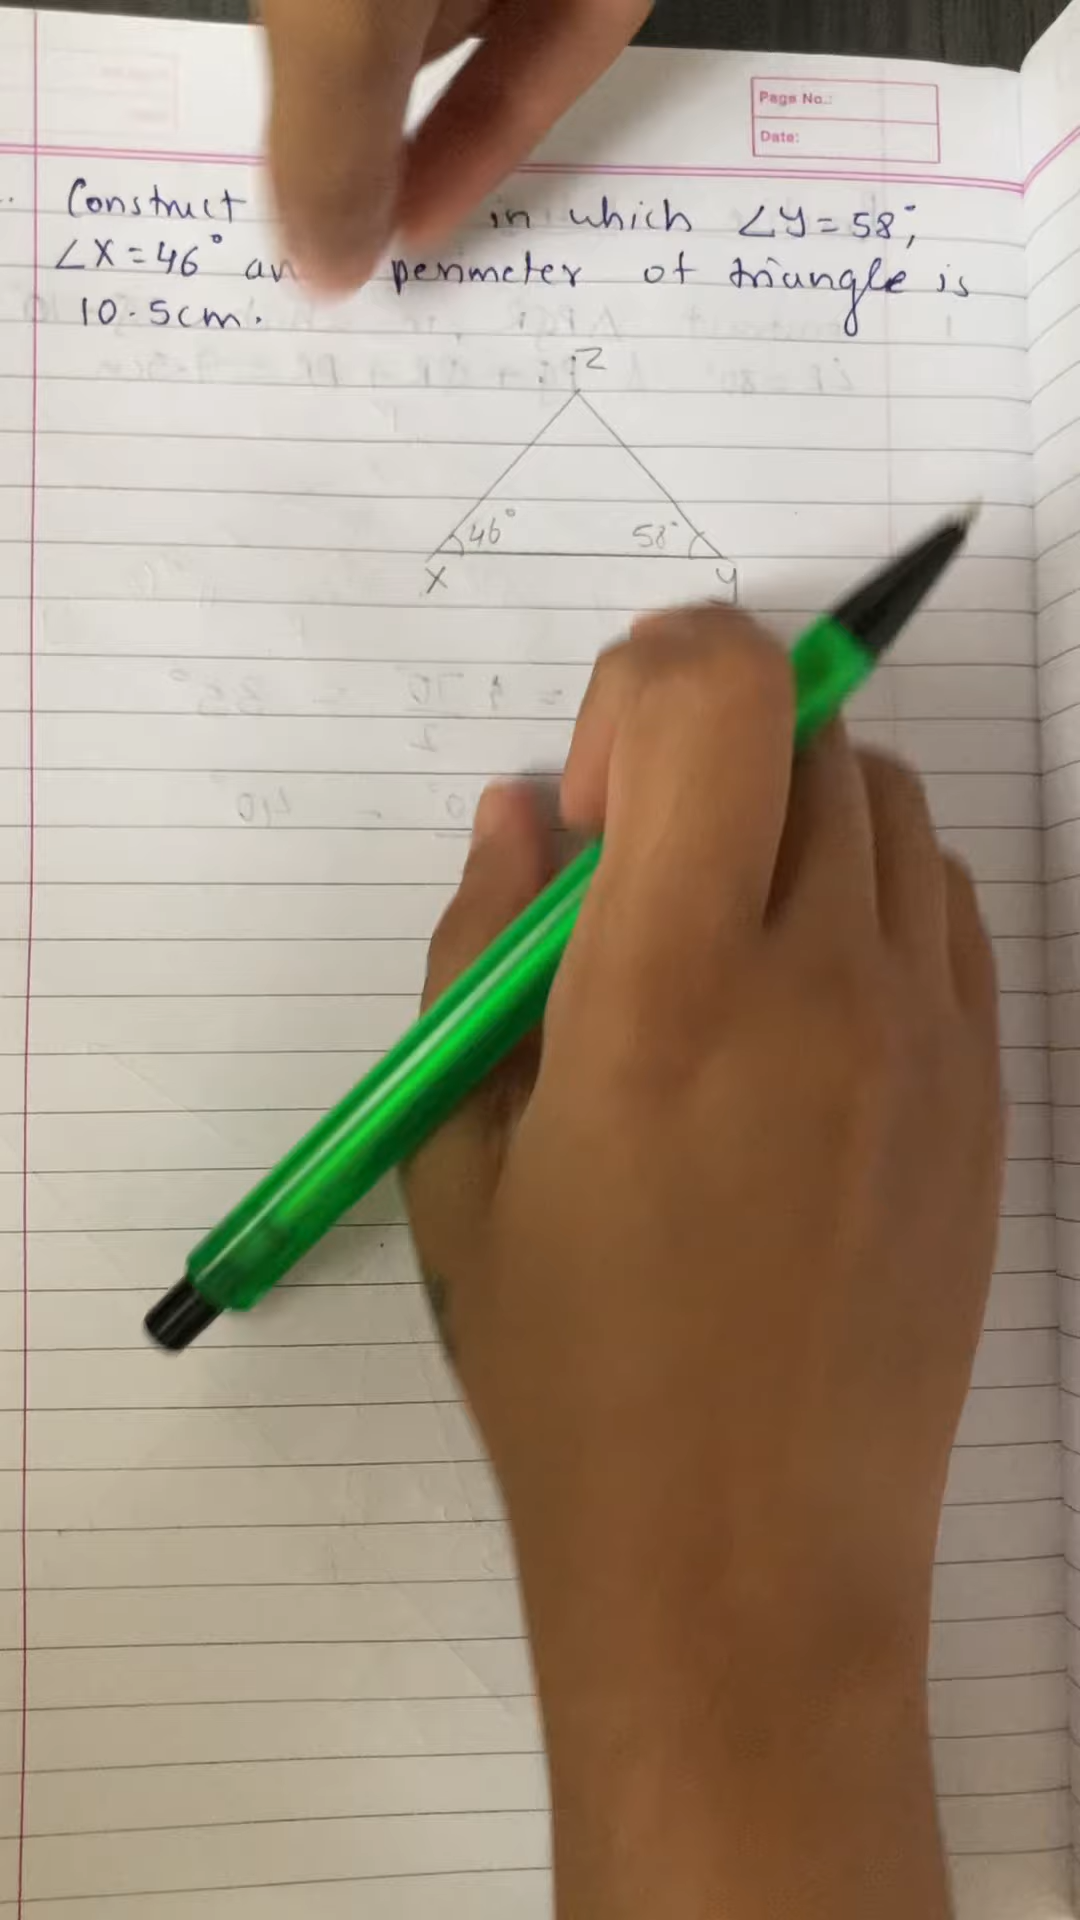 Page No.:
Date:
Construct in which ∠Y = 58°,
∠X = 46° an perimeter of triangle is
10.5cm.
Z
46° 58°
X Y